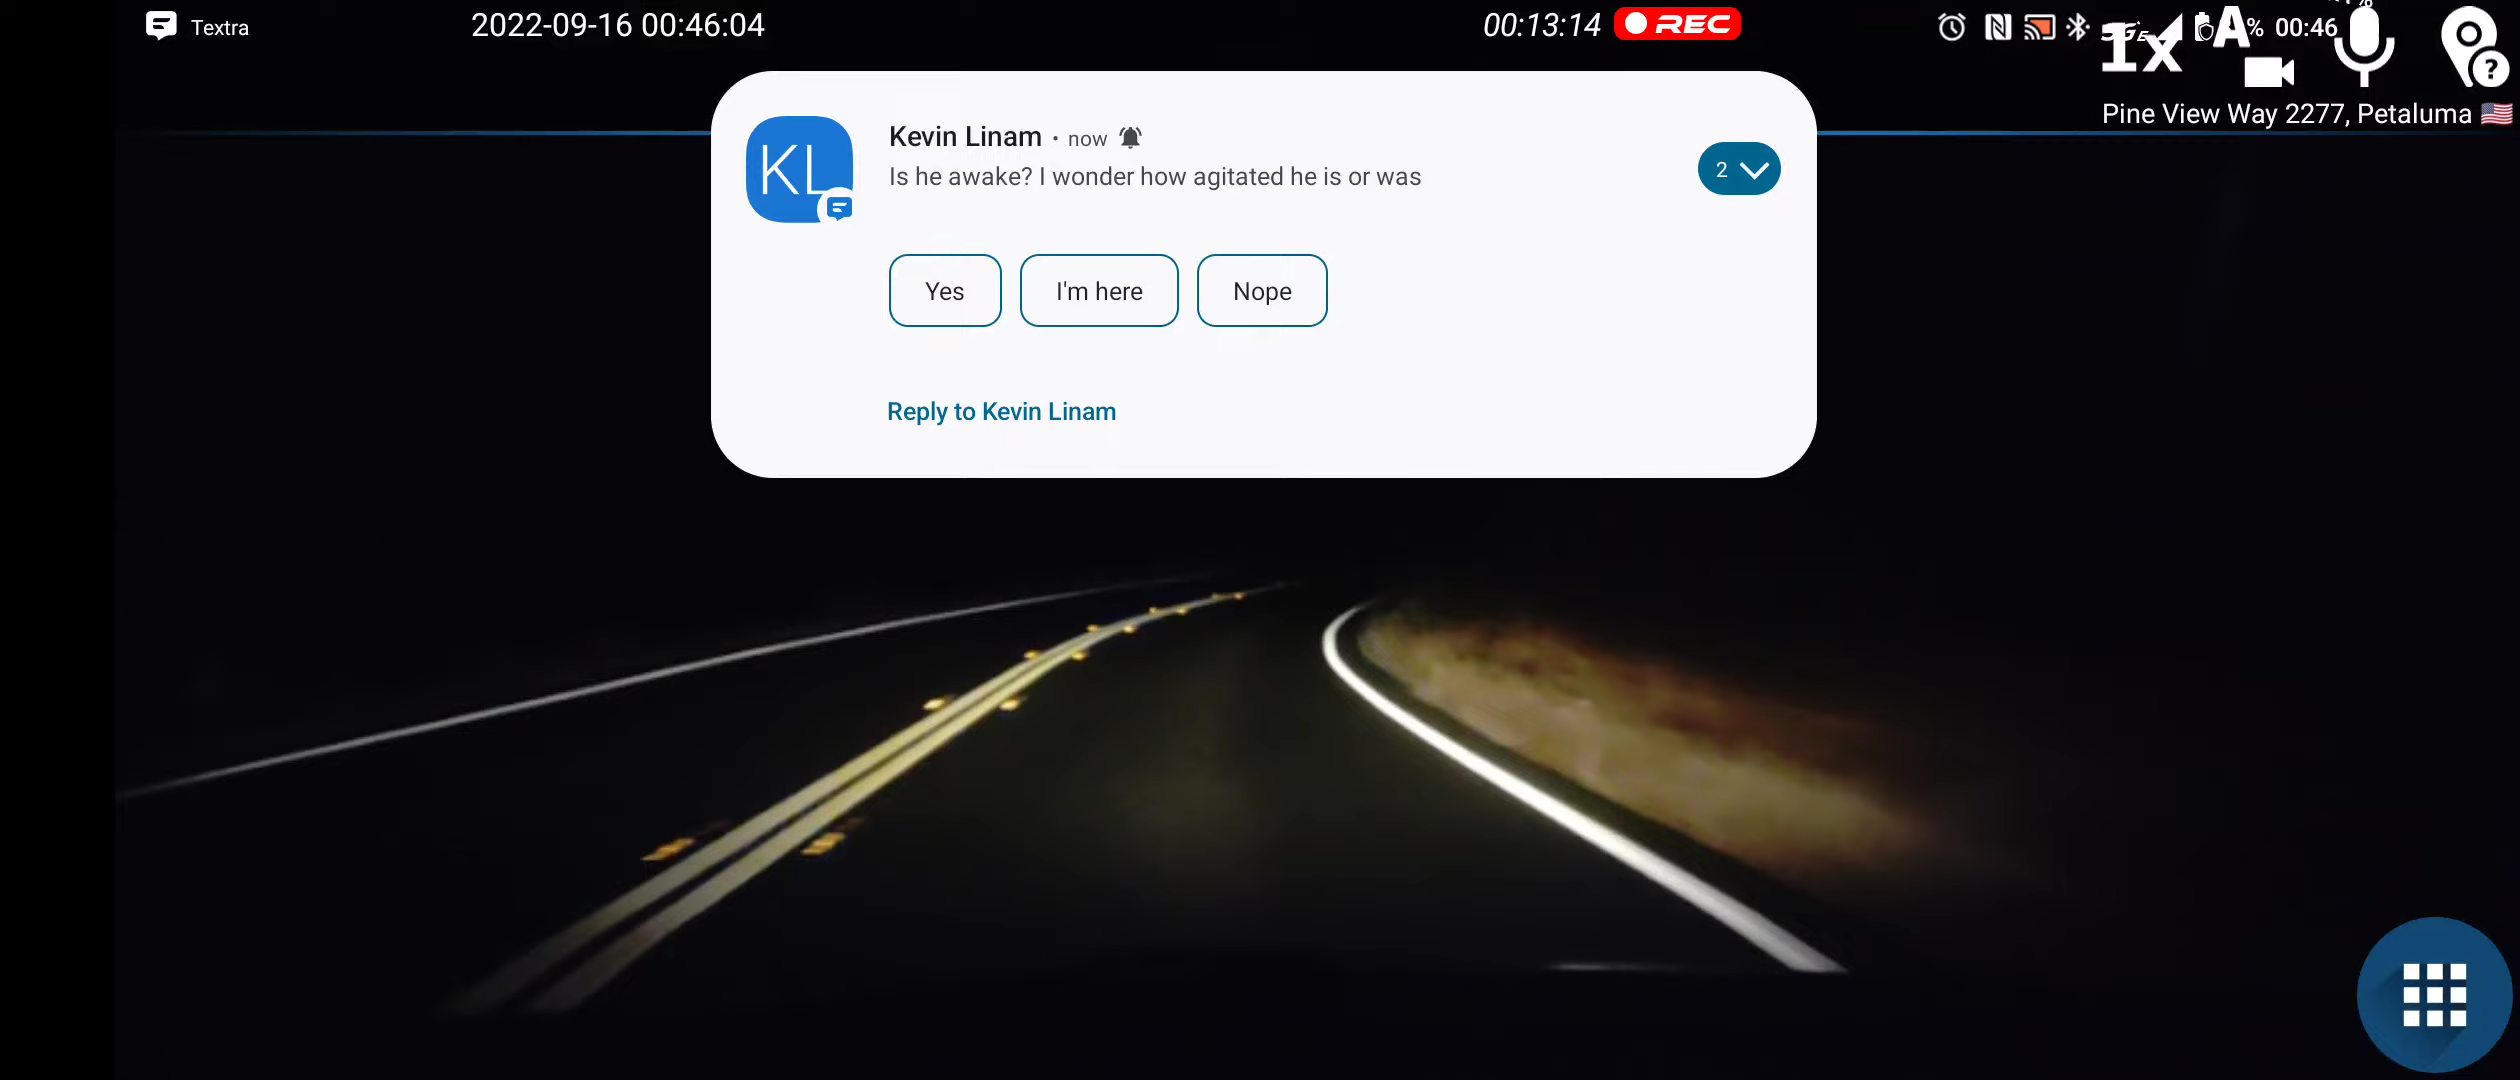 Textra
2022-09-16 00:46:04
00:13:14 REC
00:46
1x
A
%
Pine View Way 2277, Petaluma
KL
Kevin Linam • now
Is he awake? I wonder how agitated he is or was
2
Yes
I'm here
Nope
Reply to Kevin Linam